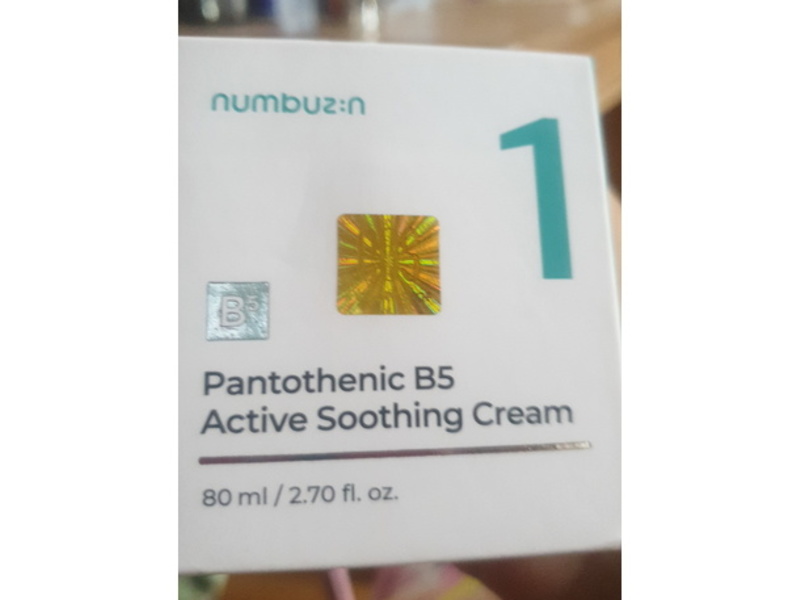 numbuz:n
1
B5
Pantothenic B5
Active Soothing Cream
80 ml / 2.70 fl. oz.